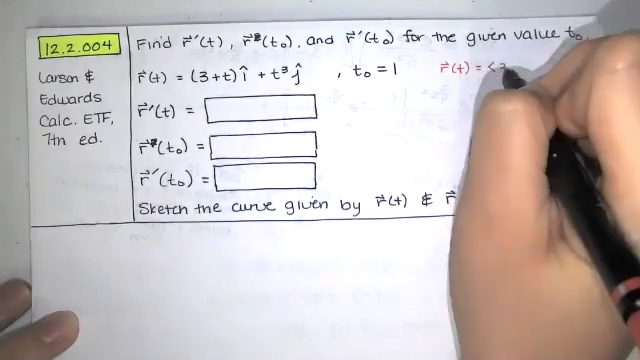 12.2.004
Larson &
Edwards
Calc. ETF,
7th ed.
Find r⃗′(t), r⃗(t₀), and r⃗′(t₀) for the given value t₀.
r⃗(t) = (3+t)î + t³ĵ , t₀ = 1
r⃗(t) = <3
r⃗′(t) =
r⃗(t₀) =
r⃗′(t₀) =
Sketch the curve given by r⃗(t) & r⃗